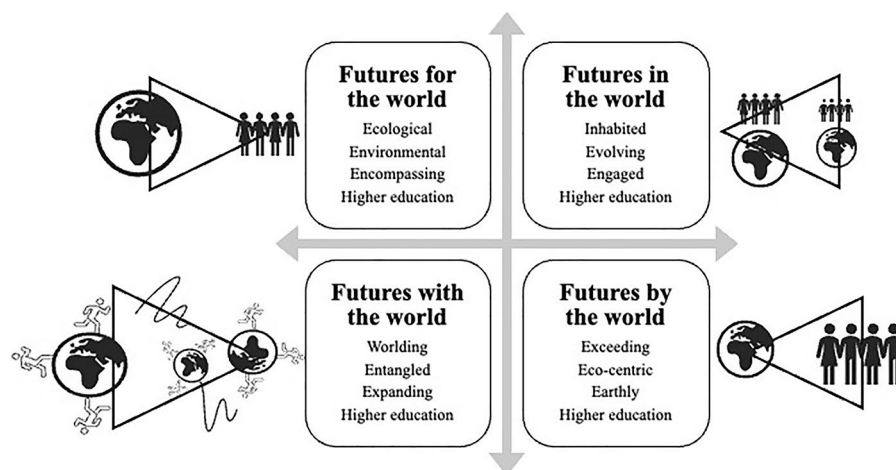 Futures for
the world
Ecological
Environmental
Encompassing
Higher education
Futures in
the world
Inhabited
Evolving
Engaged
Higher education
Futures with
the world
Worlding
Entangled
Expanding
Higher education
Futures by
the world
Exceeding
Eco-centric
Earthly
Higher education